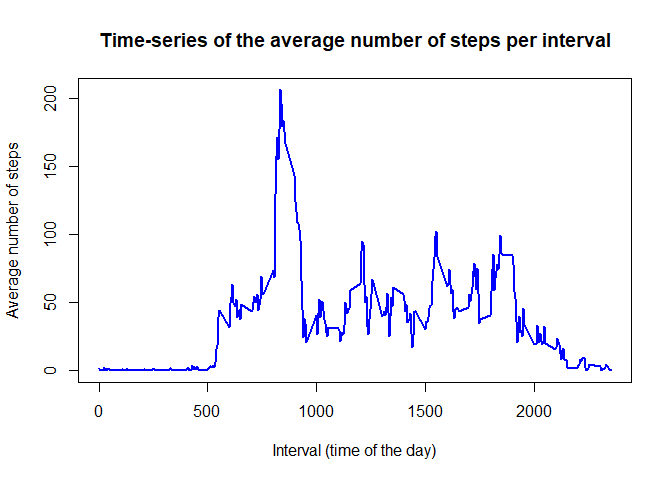 Time-series of the average number of steps per interval
Average number of steps
200
150
100
50
0
0 500 1000 1500 2000
Interval (time of the day)